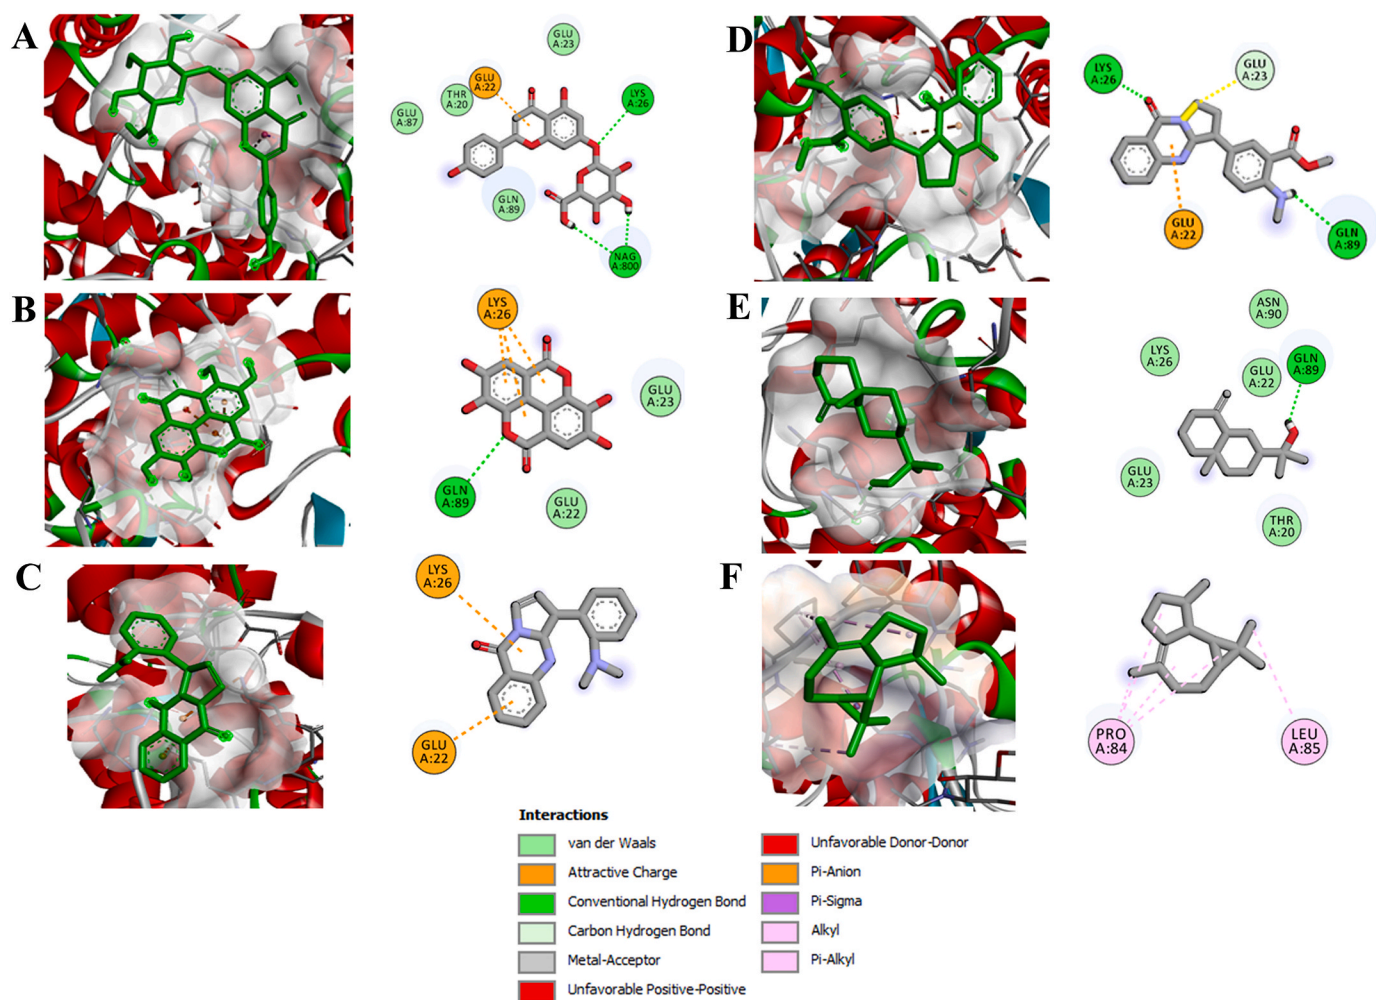 A
GLU
A:23
GLU
A:22
THR
A:20
GLU
A:87
LYS
A:26
GLN
A:89
NAG
A:800
D
LYS
A:26
GLU
A:23
GLU
A:22
GLN
A:89
B
LYS
A:26
GLU
A:23
GLN
A:89
GLU
A:22
E
ASN
A:90
LYS
A:26
GLU
A:22
GLN
A:89
GLU
A:23
THR
A:20
C
LYS
A:26
GLU
A:22
F
PRO
A:84
LEU
A:85
Interactions
van der Waals
Attractive Charge
Conventional Hydrogen Bond
Carbon Hydrogen Bond
Metal-Acceptor
Unfavorable Positive-Positive
Unfavorable Donor-Donor
Pi-Anion
Pi-Sigma
Alkyl
Pi-Alkyl